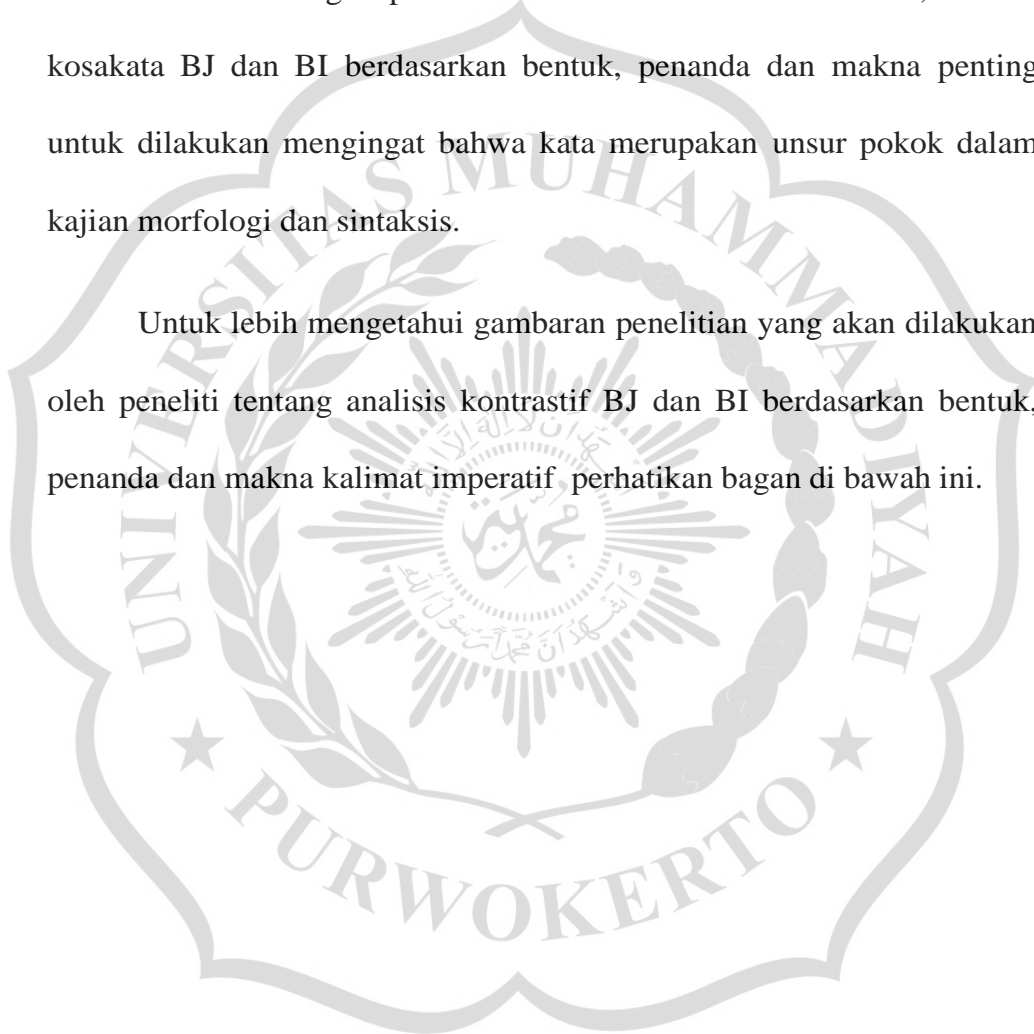 kosakata BJ dan BI berdasarkan bentuk, penanda dan makna penting
untuk dilakukan mengingat bahwa kata merupakan unsur pokok dalam
kajian morfologi dan sintaksis.
Untuk lebih mengetahui gambaran penelitian yang akan dilakukan
oleh peneliti tentang analisis kontrastif BJ dan BI berdasarkan bentuk,
penanda dan makna kalimat imperatif perhatikan bagan di bawah ini.
UNIVERSITAS MUHAMMADIYAH
PURWOKERTO